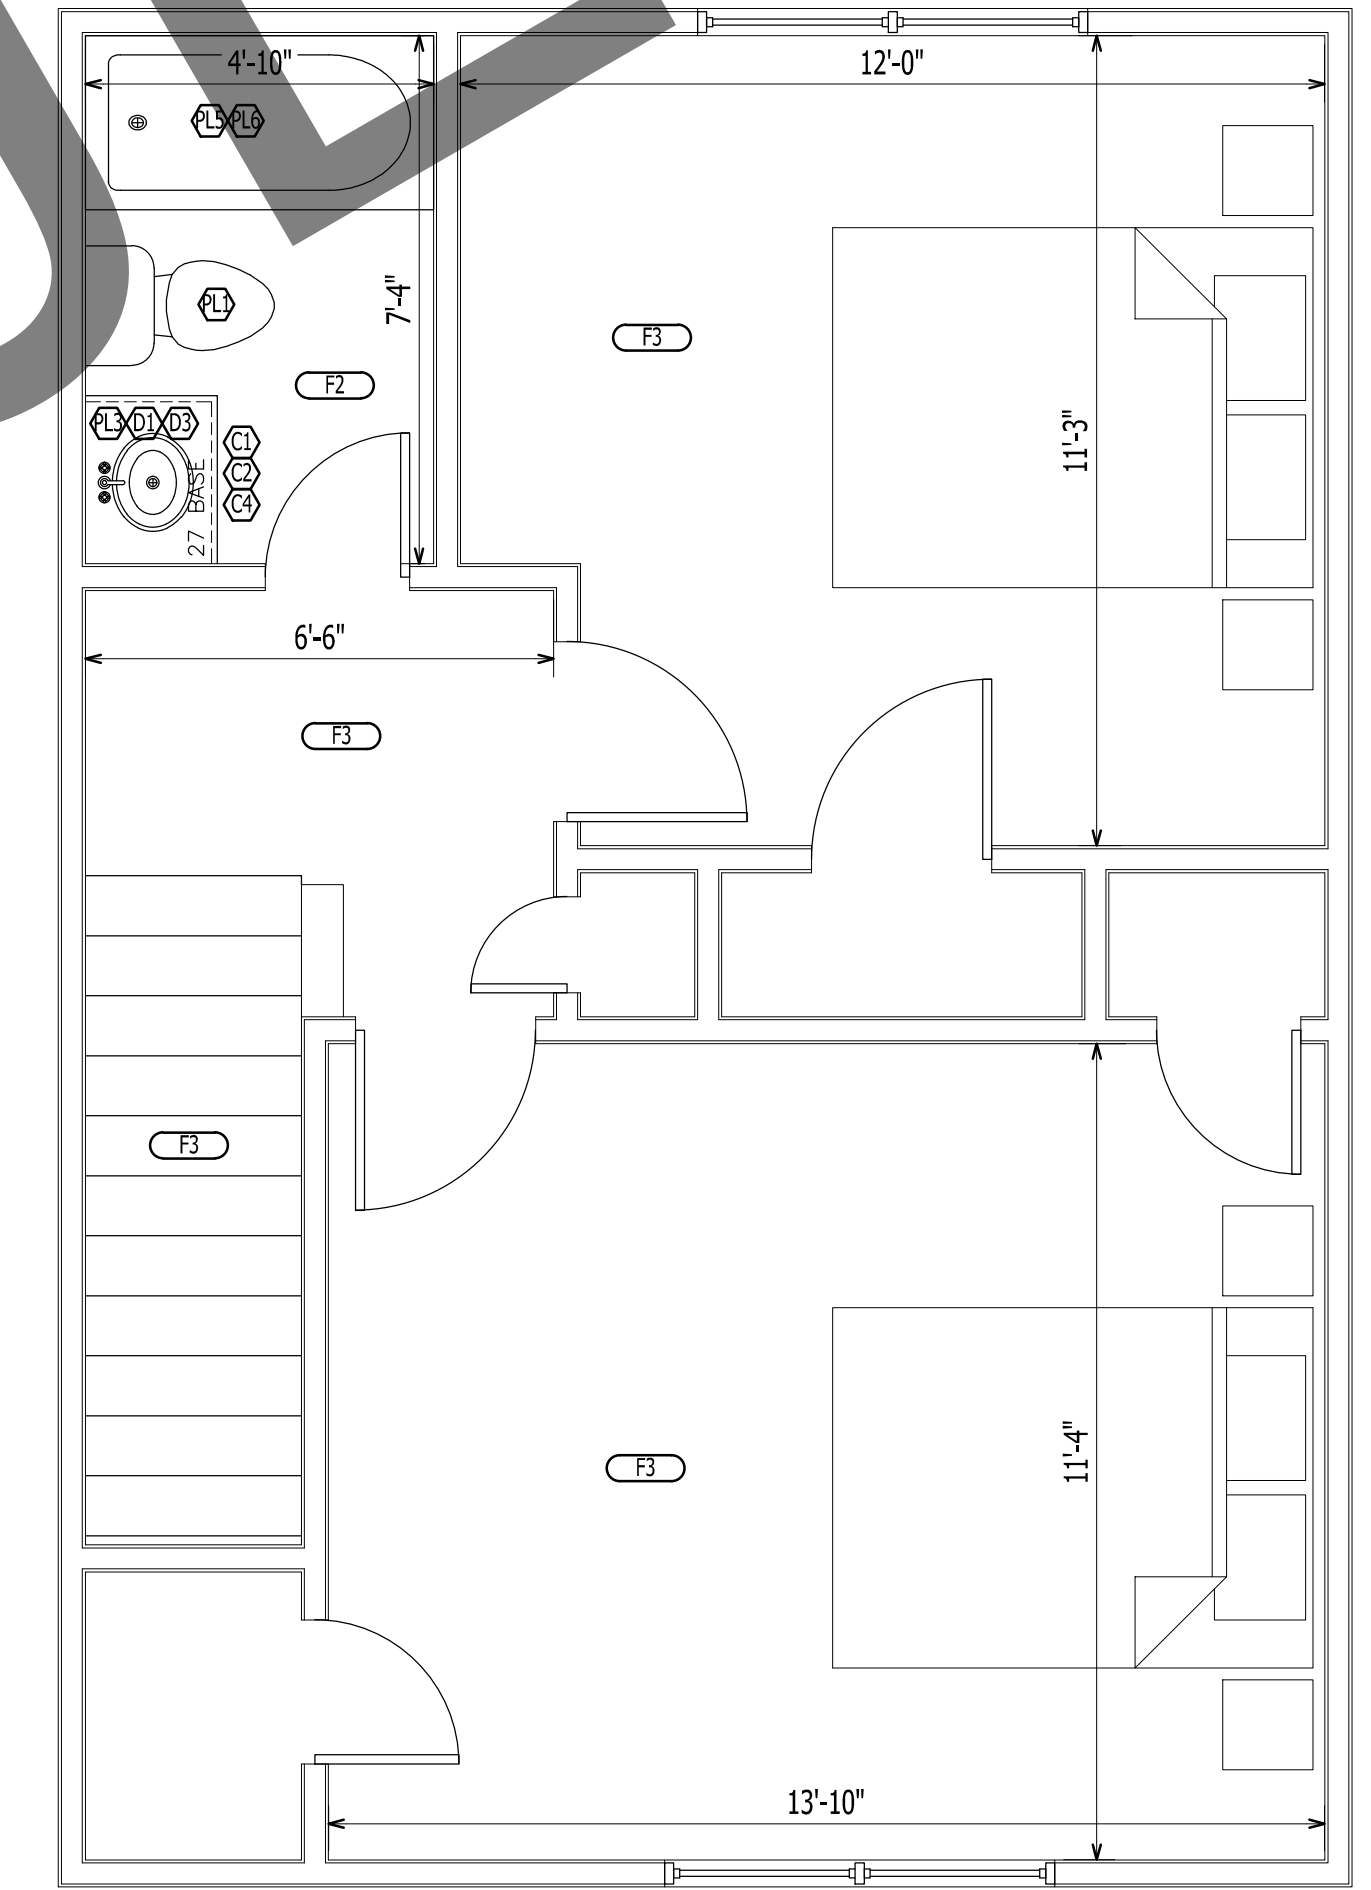 4'-10"
12'-0"
PL5 PL6
PL1
7'-4"
F3
F2
PL3 D1 D3
C1
C2
C4
27 BASE
11'-3"
6'-6"
F3
F3
F3
11'-4"
13'-10"